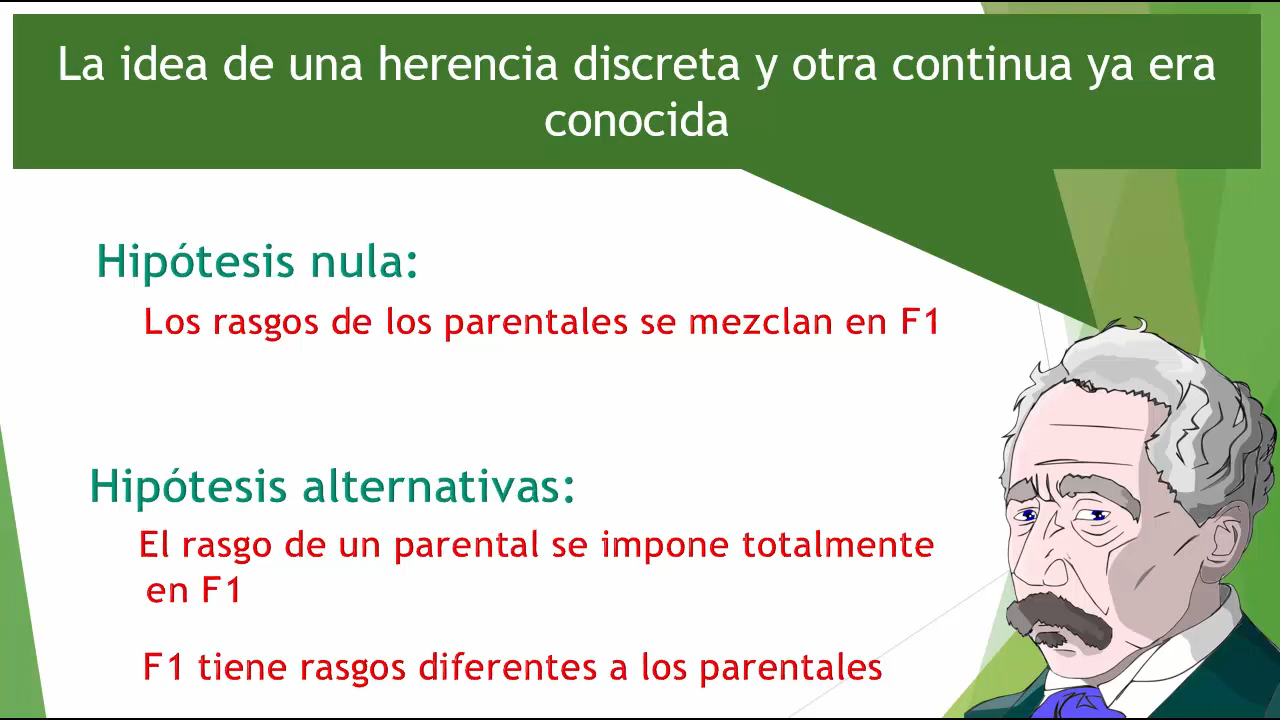 La idea de una herencia discreta y otra continua ya era
conocida
Hipótesis nula:
Los rasgos de los parentales se mezclan en F1
Hipótesis alternativas:
El rasgo de un parental se impone totalmente
en F1
F1 tiene rasgos diferentes a los parentales